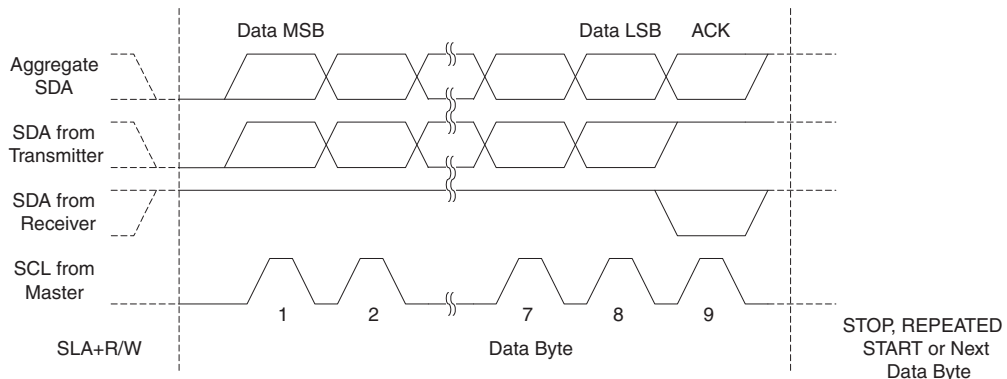 Data MSB
Data LSB
ACK
Aggregate
SDA
SDA from
Transmitter
SDA from
Receiver
SCL from
Master
1
2
7
8
9
SLA+R/W
Data Byte
STOP, REPEATED
START or Next
Data Byte